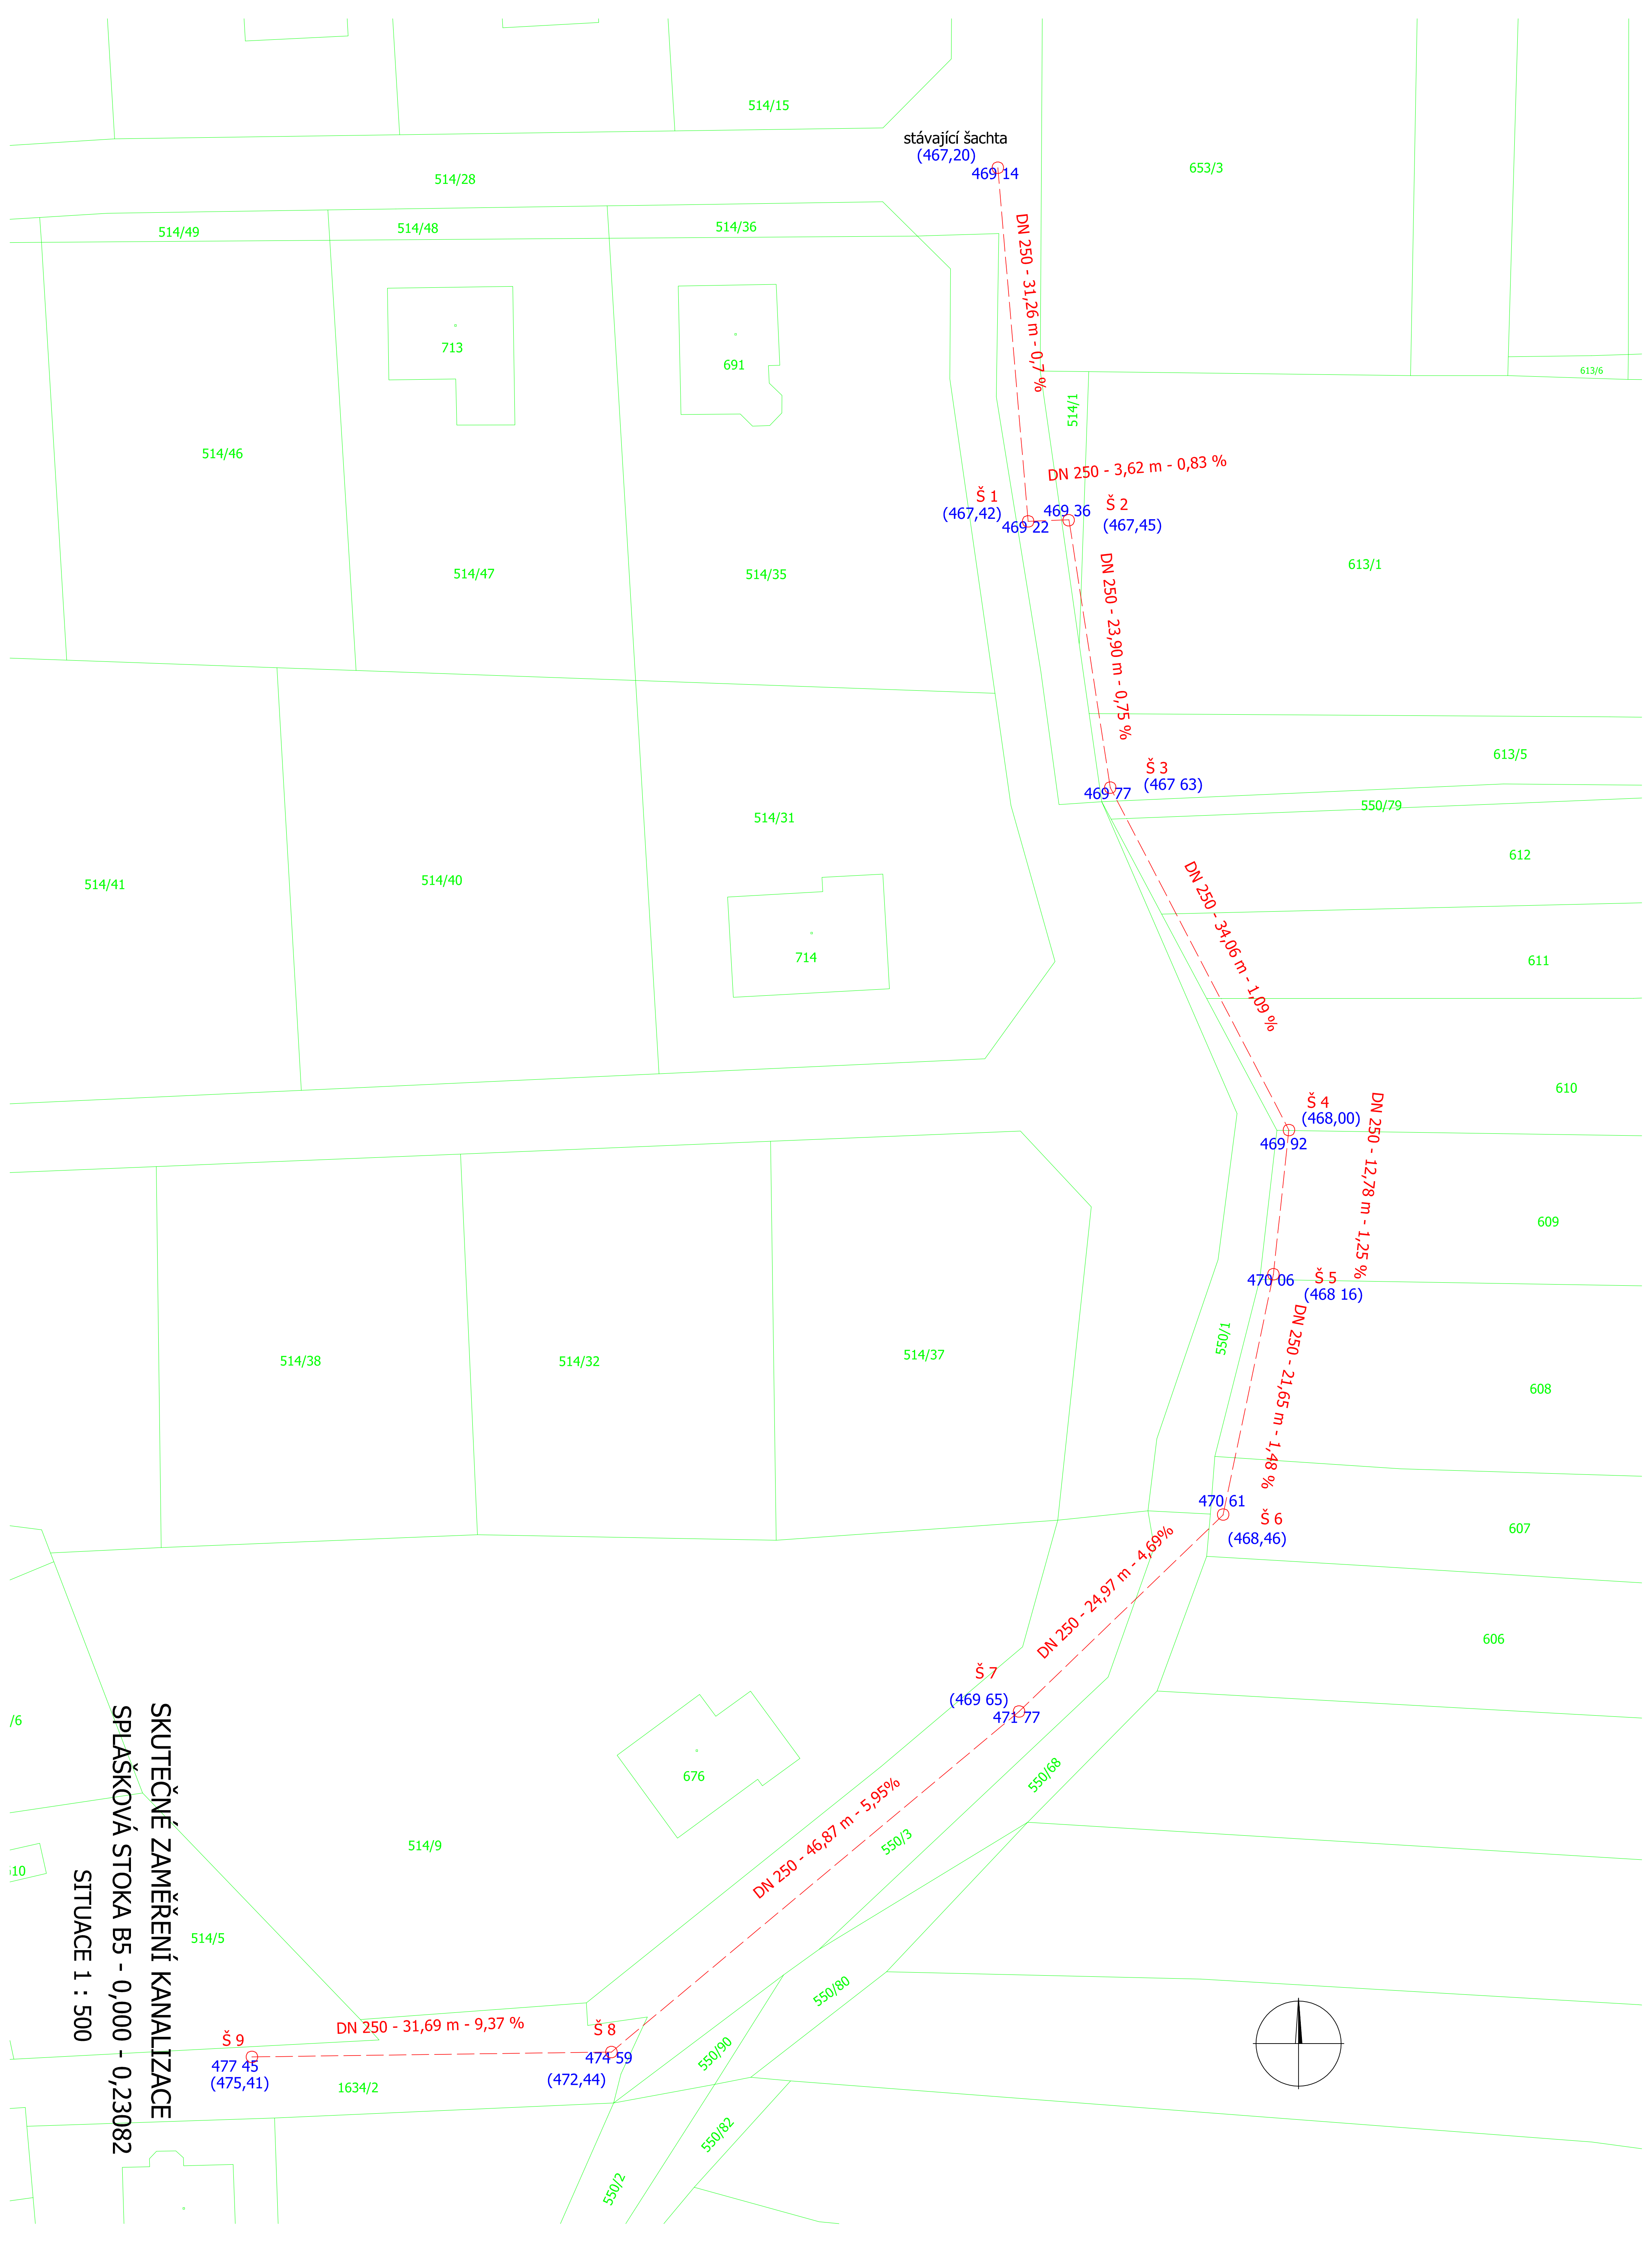 514/15
stávající šachta
(467,20)
469 14
653/3
514/28
514/49
514/48
514/36
DN 250 - 31,26 m - 0,7 %
713
691
613/6
514/1
514/46
DN 250 - 3,62 m - 0,83 %
Š 1
(467,42)
469 22
469 36
Š 2
(467,45)
514/47
514/35
613/1
DN 250 - 23,90 m - 0,75 %
613/5
Š 3
(467 63)
469 77
550/79
514/31
612
514/41
514/40
DN 250 - 34,06 m - 1,09 %
714
611
610
Š 4
(468,00)
469 92
DN 250 - 12,78 m - 1,25 %
609
470 06
Š 5
(468 16)
550/1
514/38
514/32
514/37
DN 250 - 21,65 m - 1,48 %
608
470 61
Š 6
(468,46)
607
DN 250 - 24,97 m - 4,69%
606
Š 7
(469 65)
471 77
/6
676
550/68
DN 250 - 46,87 m - 5,95%
550/3
514/9
514/5
550/80
DN 250 - 31,69 m - 9,37 %
Š 8
474 59
(472,44)
Š 9
477 45
(475,41)
1634/2
550/90
550/82
550/2
SKUTEČNÉ ZAMĚŘENÍ KANALIZACE
SPLAŠKOVÁ STOKA B5 - 0,000 - 0,23082
SITUACE 1 : 500